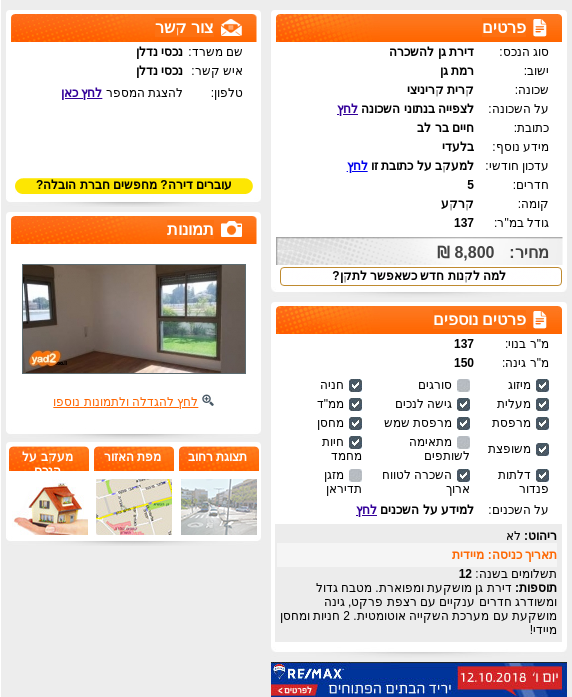 פרטים
סוג הנכס: דירת גן להשכרה
ישוב: רמת גן
שכונה: קרית קריניצי
על השכונה: לצפייה בנתוני השכונה לחץ
כתובת: חיים בר לב
מידע נוסף: בלעדי
עדכון חודשי: למעקב על כתובת זו לחץ
חדרים: 5
קומה: קרקע
גודל במ"ר: 137
מחיר: 8,800 ₪
למה לקנות חדש כשאפשר לתקן?
פרטים נוספים
מ"ר בנוי: 137
מ"ר גינה: 150
מיזוג סורגים חניה
מעלית גישה לנכים ממ"ד
מרפסת מרפסת שמש מחסן
משופצת מתאימה לשותפים חיות מחמד
דלתות פנדור השכרה לטווח ארוך מזגן תדיראן
על השכנים: למידע על השכנים לחץ
ריהוט: לא
תאריך כניסה: מיידית
תשלומים בשנה: 12
תוספות: דירת גן מושקעת ומפוארת. מטבח גדול
ומשודרג חדרים ענקיים עם רצפת פרקט, גינה
מושקעת עם מערכת השקייה אוטומטית. 2 חניות ומחסן
מיידי!
RE/MAX
יום ו' 12.10.2018
יריד הבתים הפתוחים
לפרטים >
צור קשר
שם משרד: נכסי נדלן
איש קשר: נכסי נדלן
טלפון: להצגת המספר לחץ כאן
עוברים דירה? מחפשים חברת הובלה?
תמונות
yad2
לחץ להגדלה ולתמונות נוספו
תצוגת רחוב
מפת האזור
מעקב על
הנכס